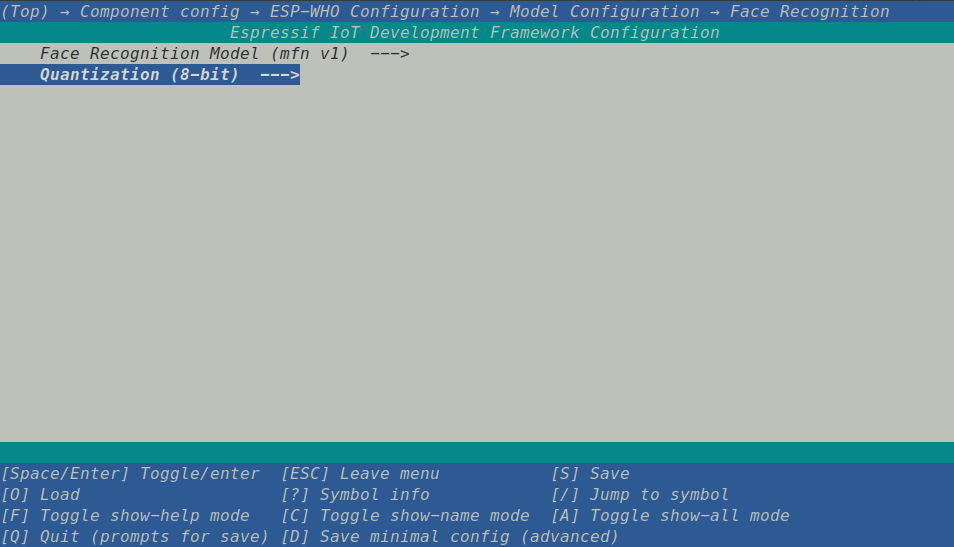 (Top) → Component config → ESP-WHO Configuration → Model Configuration → Face Recognition
Espressif IoT Development Framework Configuration
Face Recognition Model (mfn v1)  --->
Quantization (8-bit)  --->
[Space/Enter] Toggle/enter  [ESC] Leave menu  [S] Save
[O] Load  [?] Symbol info  [/] Jump to symbol
[F] Toggle show-help mode  [C] Toggle show-name mode  [A] Toggle show-all mode
[Q] Quit (prompts for save)  [D] Save minimal config (advanced)